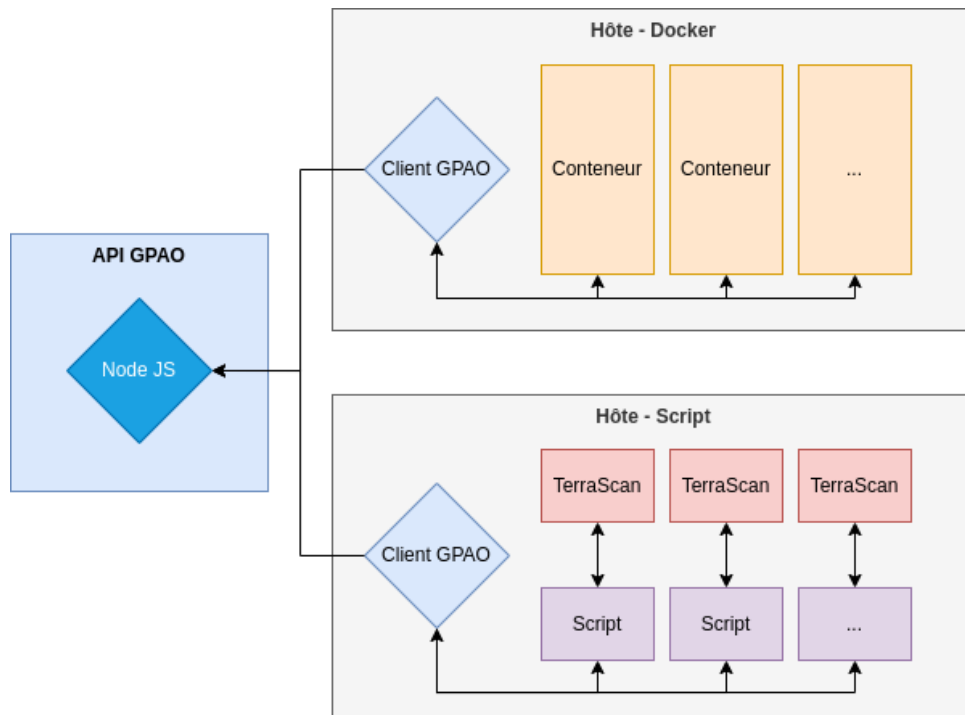 Hôte - Docker
Client GPAO
Conteneur
Conteneur
...
API GPAO
Node JS
Hôte - Script
TerraScan
TerraScan
TerraScan
Client GPAO
Script
Script
...